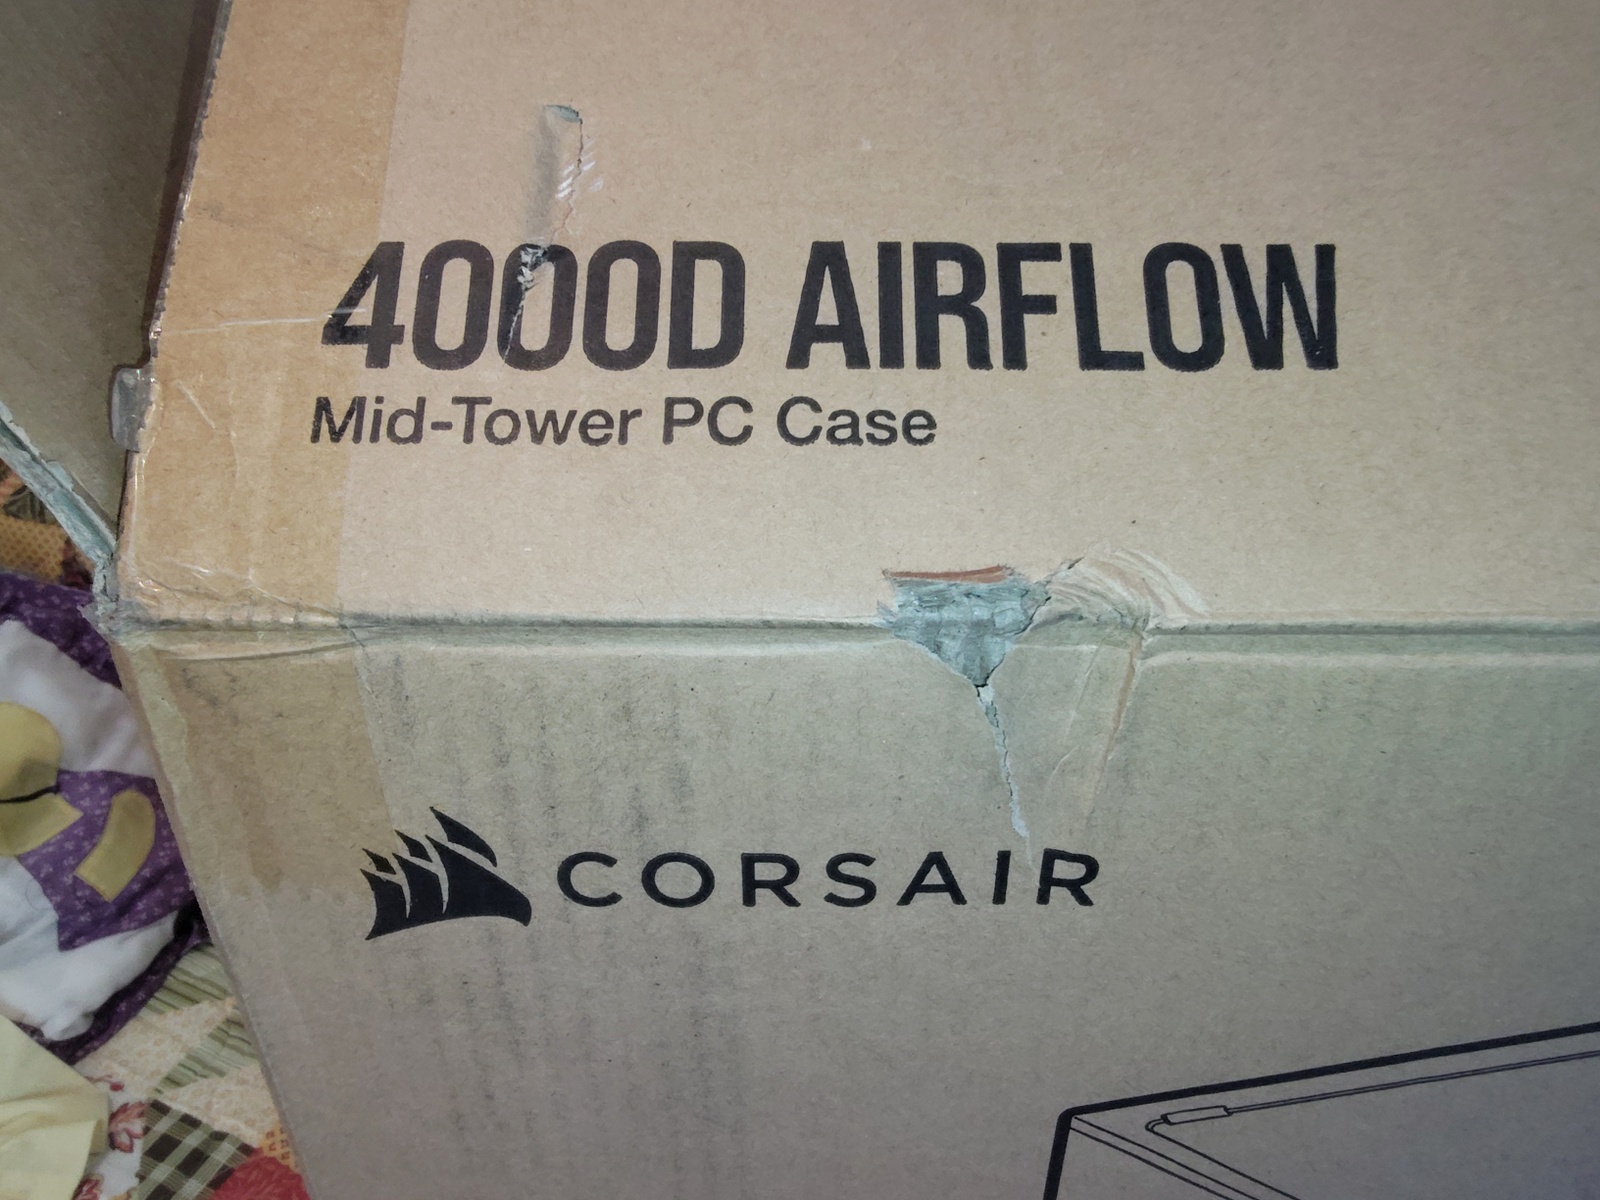 4000D AIRFLOW
Mid-Tower PC Case
CORSAIR